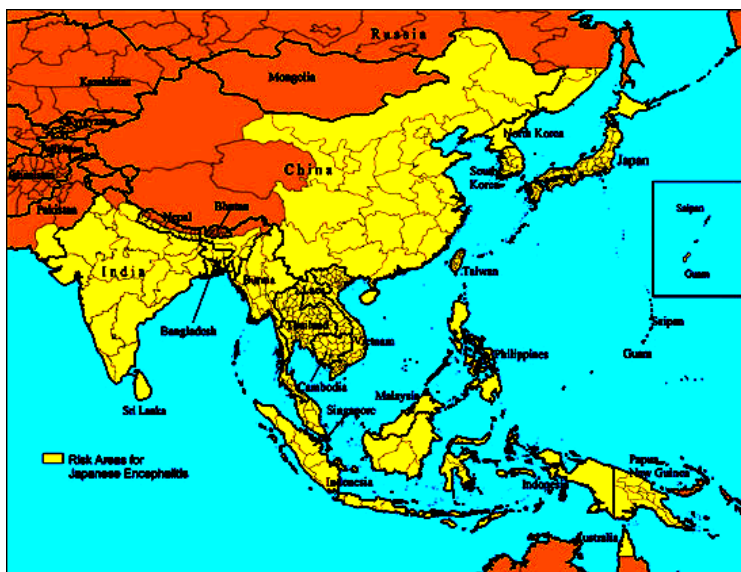 Russia
Kazakhstan
Mongolia
Kyrgyzstan
North Korea
China
Japan
South
Korea
Pakistan
Nepal
Bhutan
Saipan
India
Guam
Burma
Taiwan
Laos
Bangladesh
Thailand
Saipan
Vietnam
Philippines
Guam
Cambodia
Malaysia
Sri Lanka
Singapore
Risk Areas for
Japanese Encephalitis
Papua
New Guinea
Indonesia
Australia